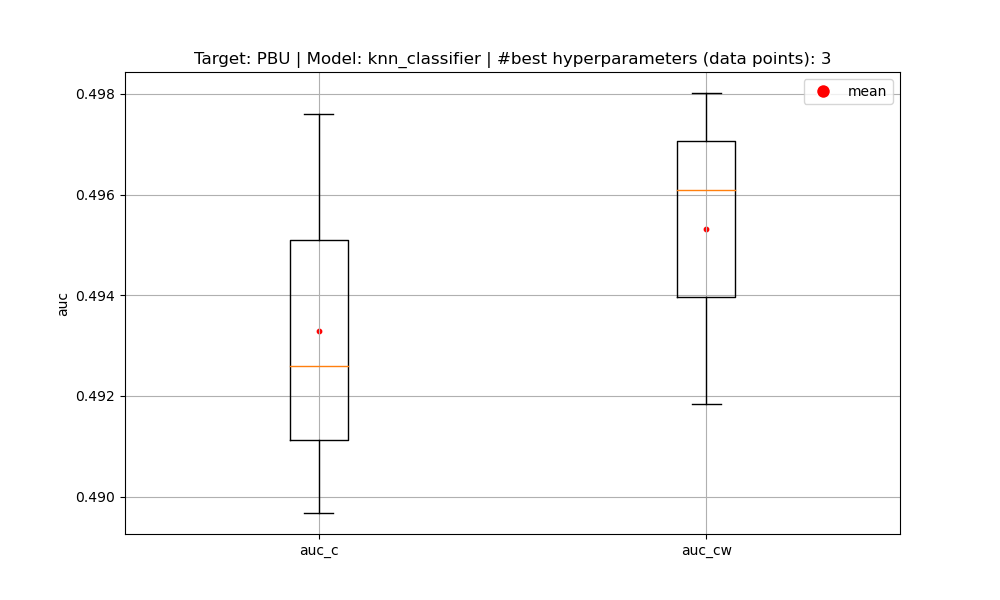 Target: PBU | Model: knn_classifier | #best hyperparameters (data points): 3
mean
0.498
0.496
0.494
0.492
0.490
auc
auc_c
auc_cw